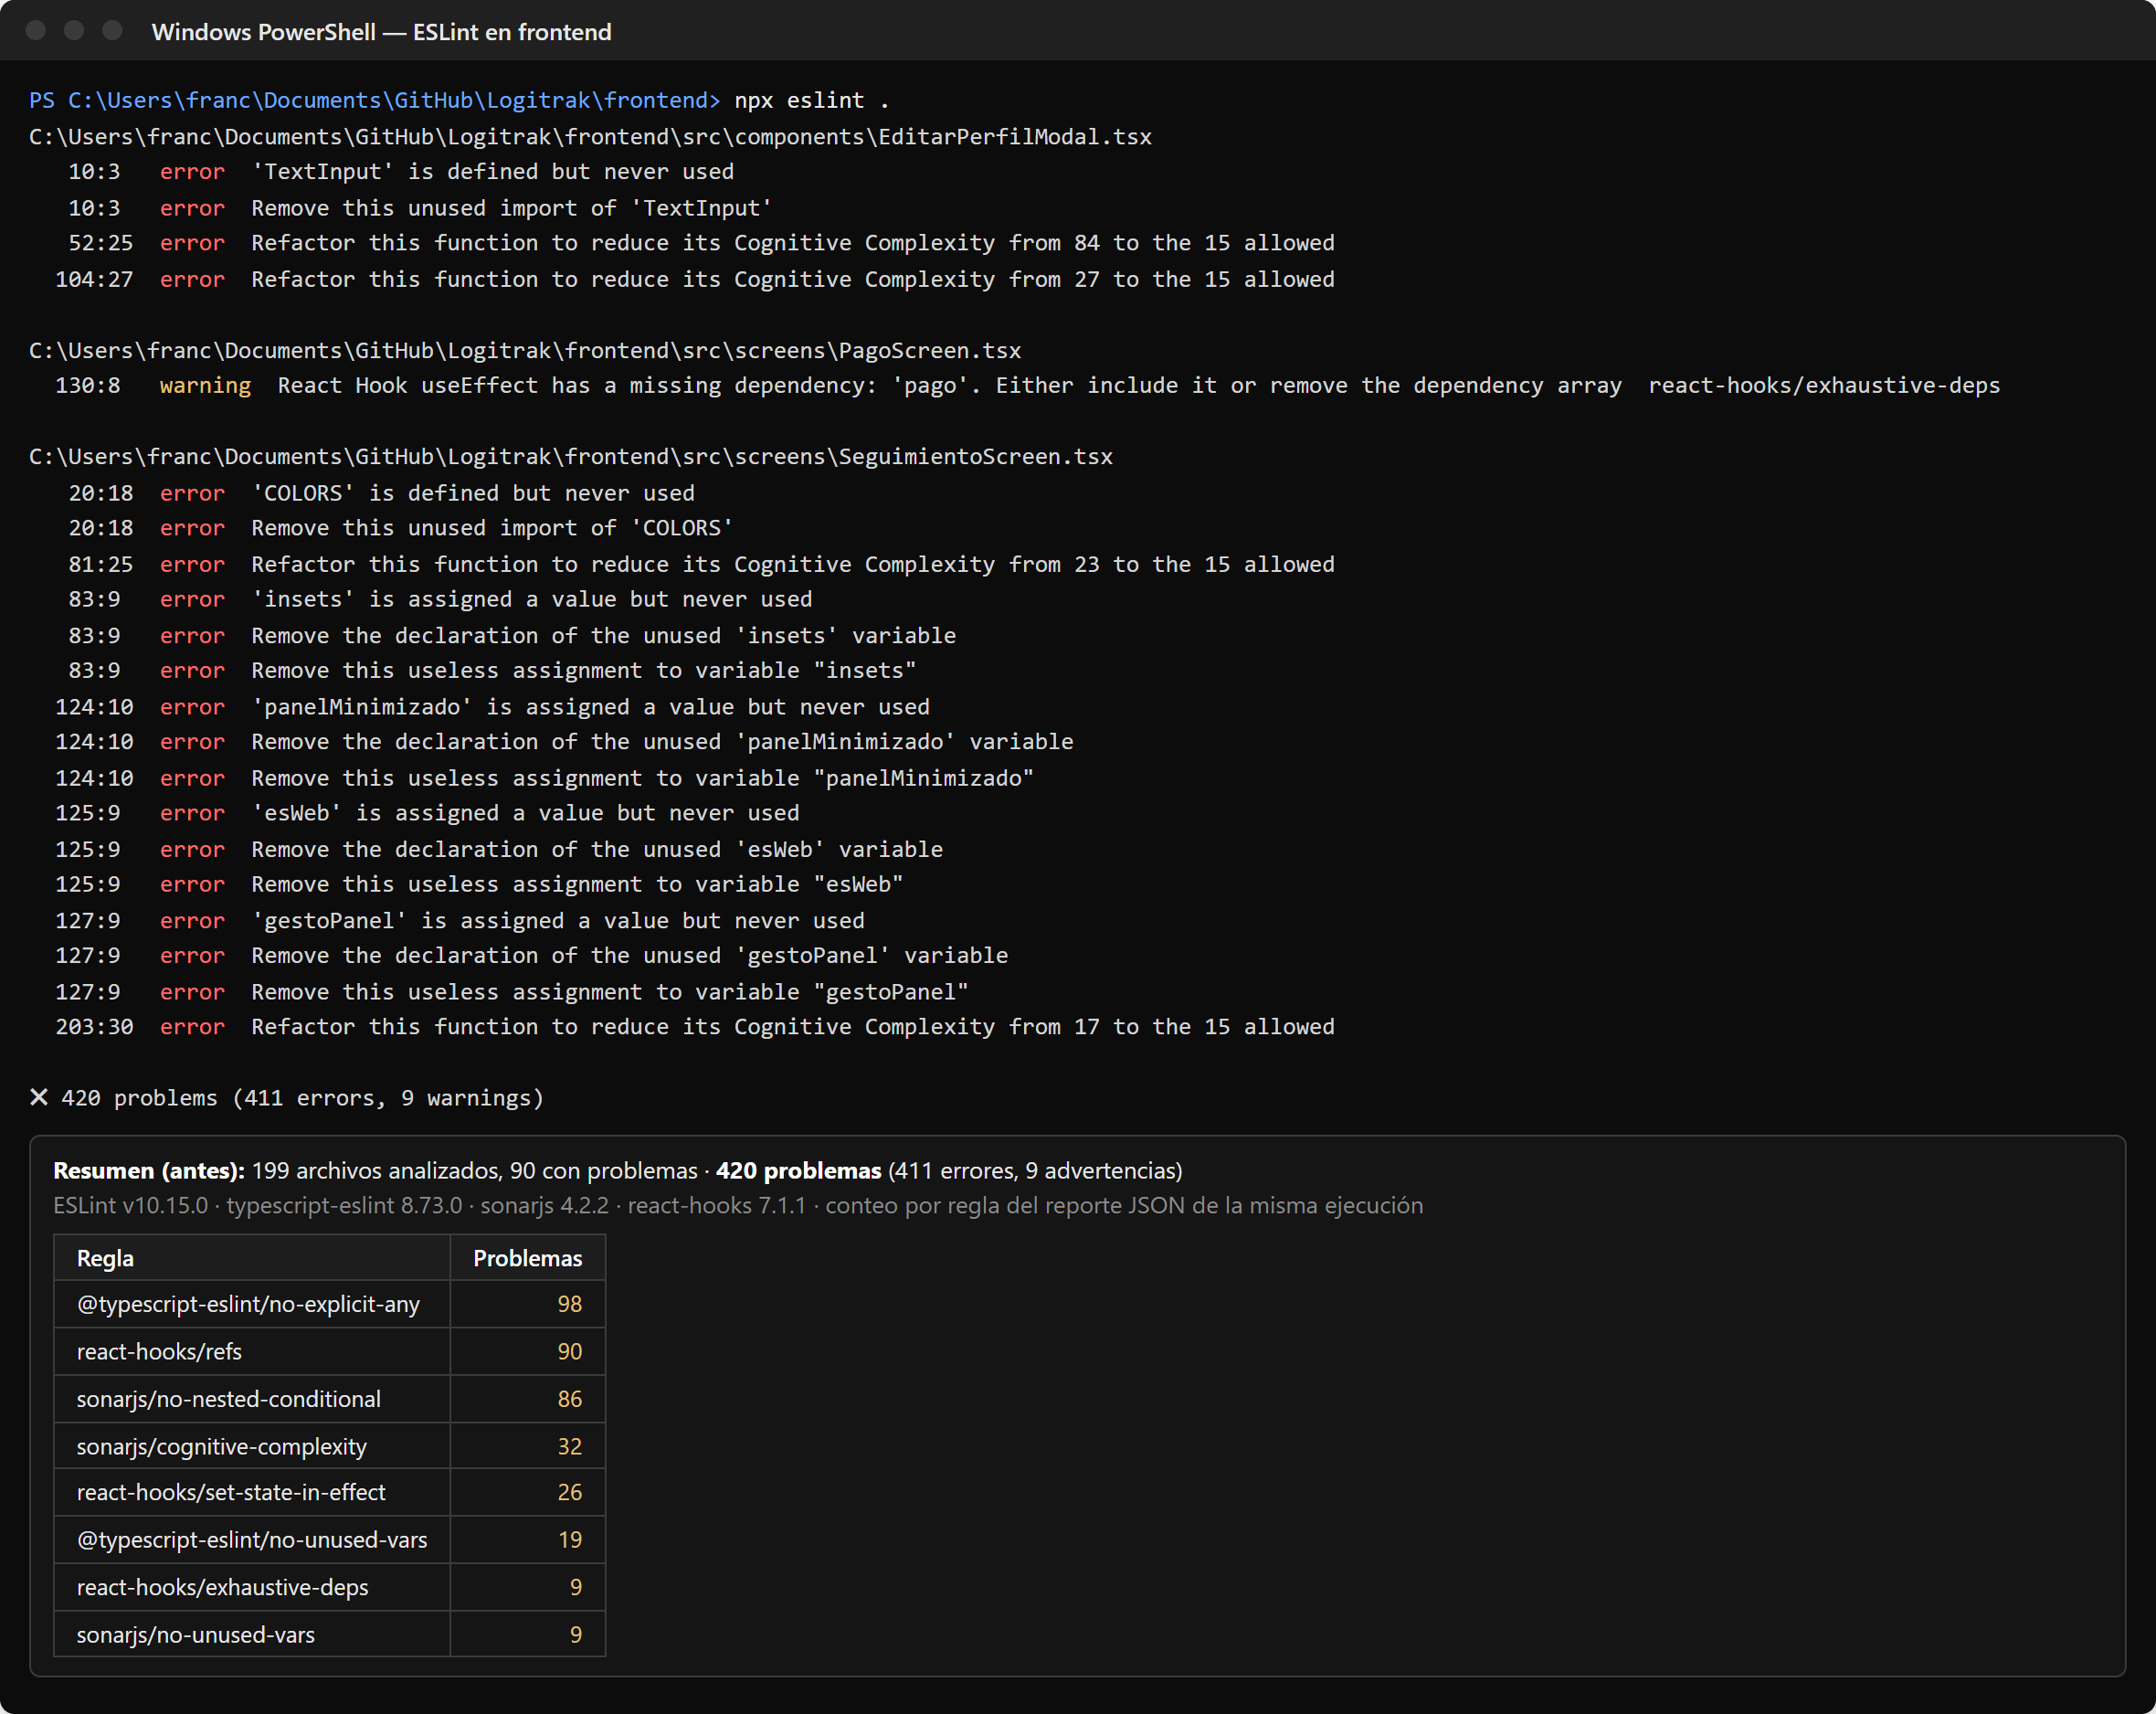 Windows PowerShell — ESLint en frontend
PS C:\Users\franc\Documents\GitHub\Logitrak\frontend> npx eslint .
C:\Users\franc\Documents\GitHub\Logitrak\frontend\src\components\EditarPerfilModal.tsx
10:3 error 'TextInput' is defined but never used
10:3 error Remove this unused import of 'TextInput'
52:25 error Refactor this function to reduce its Cognitive Complexity from 84 to the 15 allowed
104:27 error Refactor this function to reduce its Cognitive Complexity from 27 to the 15 allowed
C:\Users\franc\Documents\GitHub\Logitrak\frontend\src\screens\PagoScreen.tsx
130:8 warning React Hook useEffect has a missing dependency: 'pago'. Either include it or remove the dependency array react-hooks/exhaustive-deps
C:\Users\franc\Documents\GitHub\Logitrak\frontend\src\screens\SeguimientoScreen.tsx
20:18 error 'COLORS' is defined but never used
20:18 error Remove this unused import of 'COLORS'
81:25 error Refactor this function to reduce its Cognitive Complexity from 23 to the 15 allowed
83:9 error 'insets' is assigned a value but never used
83:9 error Remove the declaration of the unused 'insets' variable
83:9 error Remove this useless assignment to variable "insets"
124:10 error 'panelMinimizado' is assigned a value but never used
124:10 error Remove the declaration of the unused 'panelMinimizado' variable
124:10 error Remove this useless assignment to variable "panelMinimizado"
125:9 error 'esWeb' is assigned a value but never used
125:9 error Remove the declaration of the unused 'esWeb' variable
125:9 error Remove this useless assignment to variable "esWeb"
127:9 error 'gestoPanel' is assigned a value but never used
127:9 error Remove the declaration of the unused 'gestoPanel' variable
127:9 error Remove this useless assignment to variable "gestoPanel"
203:30 error Refactor this function to reduce its Cognitive Complexity from 17 to the 15 allowed
✕ 420 problems (411 errors, 9 warnings)
Resumen (antes): 199 archivos analizados, 90 con problemas · 420 problemas (411 errores, 9 advertencias)
ESLint v10.15.0 · typescript-eslint 8.73.0 · sonarjs 4.2.2 · react-hooks 7.1.1 · conteo por regla del reporte JSON de la misma ejecución
Regla Problemas
@typescript-eslint/no-explicit-any 98
react-hooks/refs 90
sonarjs/no-nested-conditional 86
sonarjs/cognitive-complexity 32
react-hooks/set-state-in-effect 26
@typescript-eslint/no-unused-vars 19
react-hooks/exhaustive-deps 9
sonarjs/no-unused-vars 9